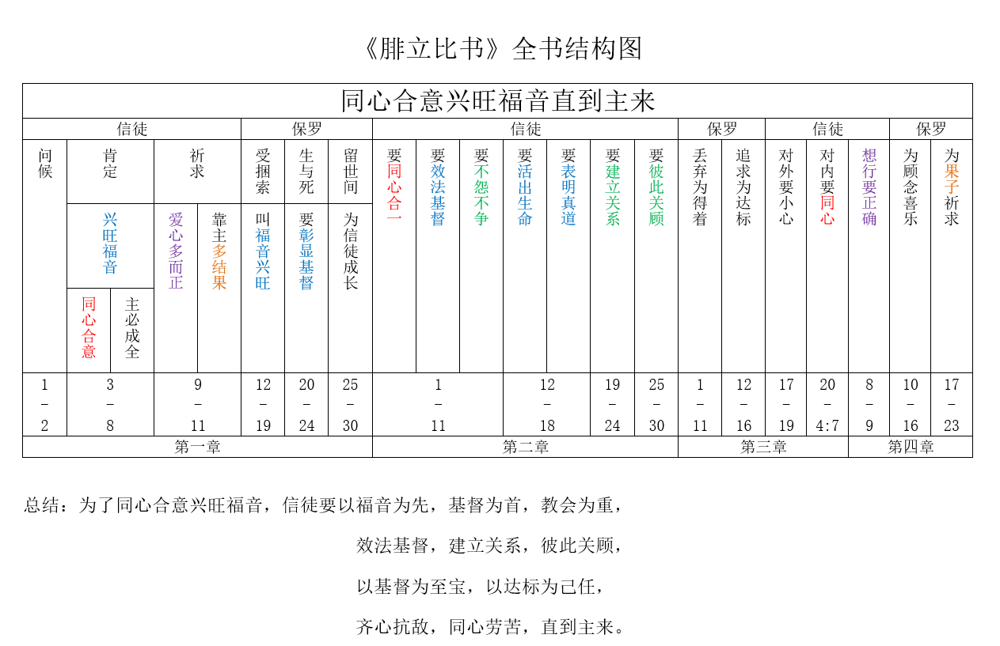 《腓立比书》全书结构图
同心合意兴旺福音直到主来
信徒 保罗 信徒 保罗 信徒 保罗
问候 肯定 祈求 受捆索 生与死 留世间 要同心合一 要效法基督 要不怨不争 要活出生命 要表明真道 要建立关系 要彼此关顾 丢弃为得着 追求为达标 对外要小心 对内要同心 想行要正确 为顾念喜乐 为果子祈求
兴旺福音 爱心多而正 靠主多结果 叫福音兴旺 要彰显基督 为信徒成长
同心合意 主必成全
1-2 3-8 9-11 12-19 20-24 25-30 1-11 12-18 19-24 25-30 1-11 12-16 17-19 20-4:7 8-9 10-16 17-23
第一章 第二章 第三章 第四章
总结：为了同心合意兴旺福音，信徒要以福音为先，基督为首，教会为重，
效法基督，建立关系，彼此关顾，
以基督为至宝，以达标为己任，
齐心抗敌，同心劳苦，直到主来。